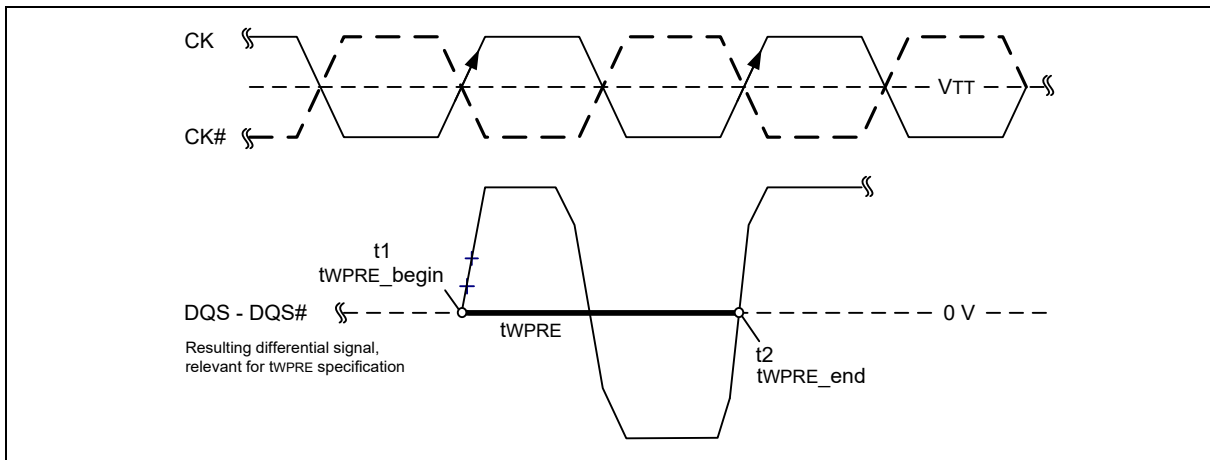 CK
VTT
CK#
t1
tWPRE_begin
DQS - DQS#
tWPRE
0 V
Resulting differential signal,
relevant for tWPRE specification
t2
tWPRE_end